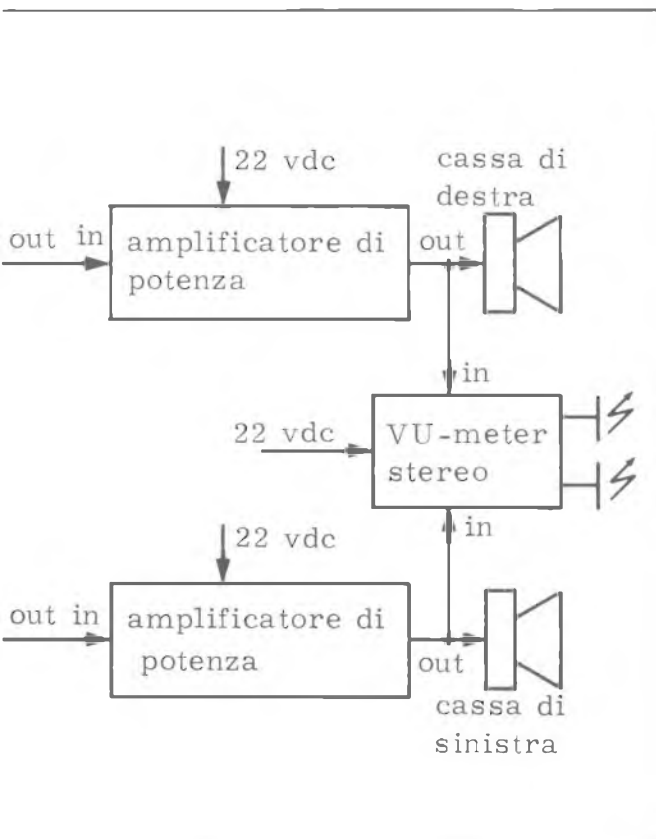 22 vdc
cassa di
destra
out in
amplificatore di
potenza
out
in
22 vdc
VU-meter
stereo
in
22 vdc
out in
amplificatore di
potenza
out
cassa di
sinistra